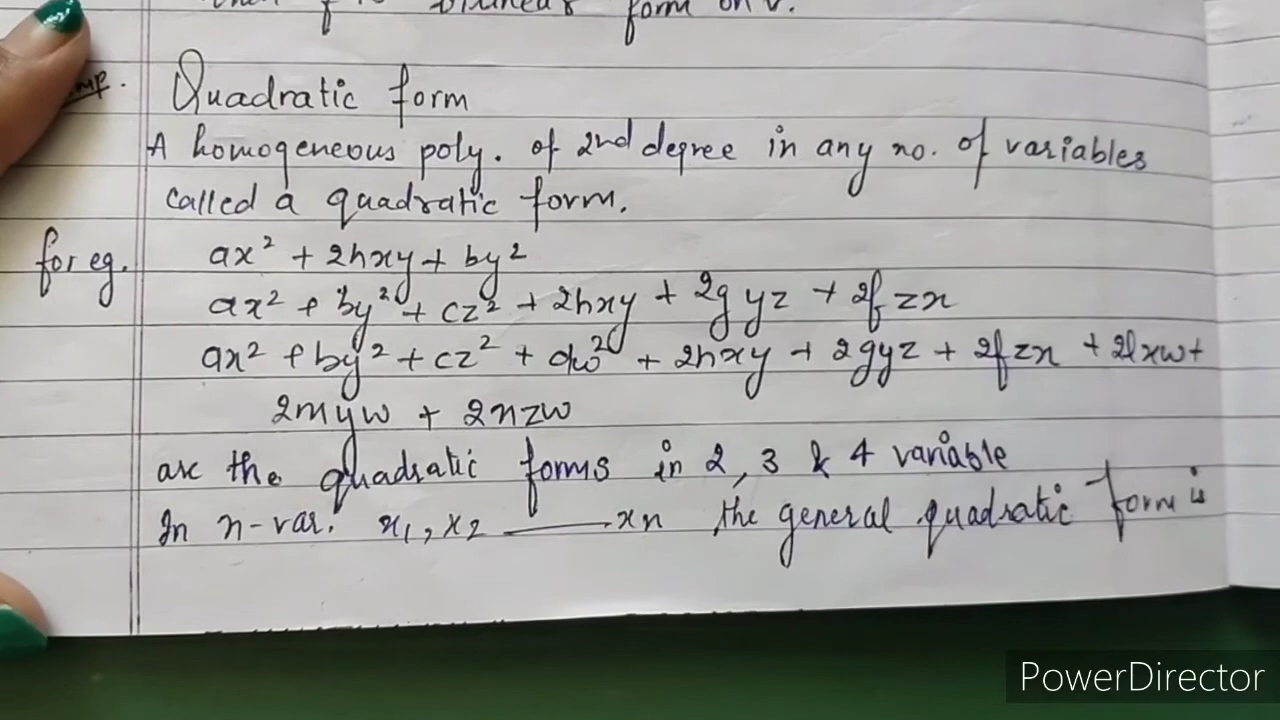 form on V.
Imp. Quadratic form
A homogeneous poly. of 2nd degree in any no. of variables
called a quadratic form.
for eg. ax² + 2hxy + by²
ax² + by² + cz² + 2hxy + 2gyz + 2fzx
ax² + by² + cz² + dw² + 2hxy + 2gyz + 2fzx + 2lxw +
2myw + 2nzw
are the quadratic forms in 2, 3 & 4 variable
In n-var. x₁, x₂ ——— xn , the general quadratic form is
PowerDirector